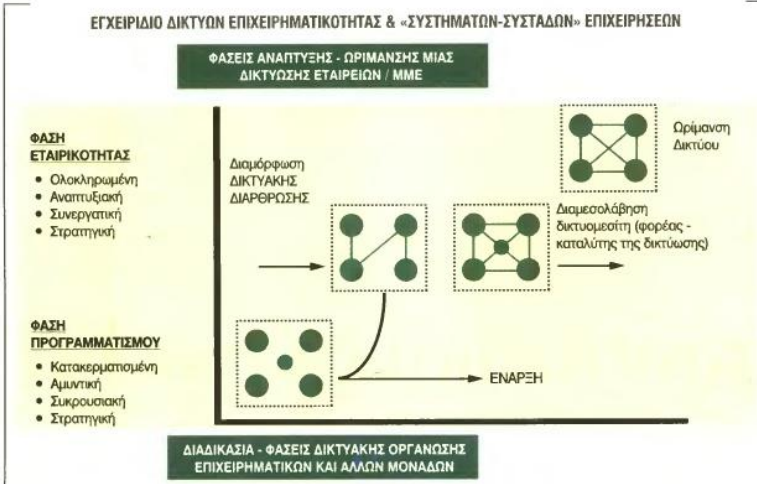 ΕΓΧΕΙΡΙΔΙΟ ΔΙΚΤΥΩΝ ΕΠΙΧΕΙΡΗΜΑΤΙΚΟΤΗΤΑΣ & «ΣΥΣΤΗΜΑΤΩΝ-ΣΥΣΤΑΔΩΝ» ΕΠΙΧΕΙΡΗΣΕΩΝ
ΦΑΣΕΙΣ ΑΝΑΠΤΥΞΗΣ - ΩΡΙΜΑΝΣΗΣ ΜΙΑΣ
ΔΙΚΤΥΩΣΗΣ ΕΤΑΙΡΕΙΩΝ / ΜΜΕ
ΦΑΣΗ
ΕΤΑΙΡΙΚΟΤΗΤΑΣ
• Ολοκληρωμένη
• Αναπτυξιακή
• Συνεργατική
• Στρατηγική
Διαμόρφωση
ΔΙΚΤΥΑΚΗΣ
ΔΙΑΡΘΡΩΣΗΣ
Ωρίμανση
Δικτύου
Διαμεσολάβηση
δικτυομεσίτη (φορέας -
καταλύτης της δικτύωσης)
ΦΑΣΗ
ΠΡΟΓΡΑΜΜΑΤΙΣΜΟΥ
• Κατακερματισμένη
• Αμυντική
• Συκρουσιακή
• Στρατηγική
ΕΝΑΡΞΗ
ΔΙΑΔΙΚΑΣΙΑ - ΦΑΣΕΙΣ ΔΙΚΤΥΑΚΗΣ ΟΡΓΑΝΩΣΗΣ
ΕΠΙΧΕΙΡΗΜΑΤΙΚΩΝ ΚΑΙ ΑΛΛΩΝ ΜΟΝΑΔΩΝ